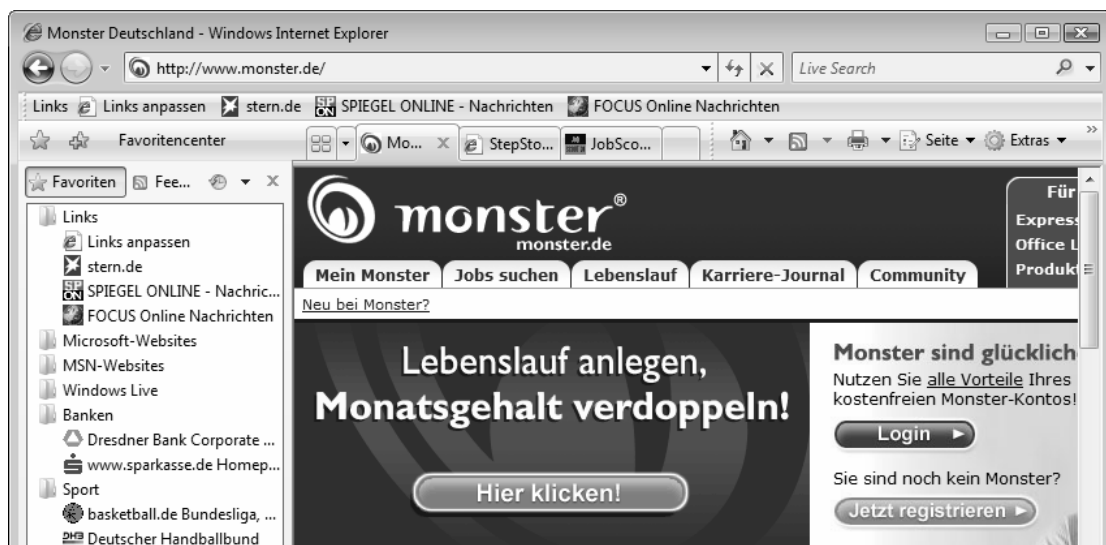 Monster Deutschland - Windows Internet Explorer
http://www.monster.de/
Live Search
Links Links anpassen stern.de SPIEGEL ONLINE - Nachrichten FOCUS Online Nachrichten
Favoritencenter Mo... StepSto... JobSco... Seite Extras »
Favoriten Fee...
Links
Links anpassen
stern.de
SPIEGEL ONLINE - Nachric...
FOCUS Online Nachrichten
Microsoft-Websites
MSN-Websites
Windows Live
Banken
Dresdner Bank Corporate ...
www.sparkasse.de Homep...
Sport
basketball.de Bundesliga, ...
Deutscher Handballbund
monster®
monster.de
Für
Express
Office L
Produkt
Mein Monster Jobs suchen Lebenslauf Karriere-Journal Community
Neu bei Monster?
Lebenslauf anlegen,
Monatsgehalt verdoppeln!
Hier klicken!
Monster sind glücklich
Nutzen Sie alle Vorteile Ihres
kostenfreien Monster-Kontos!
Login
Sie sind noch kein Monster?
Jetzt registrieren